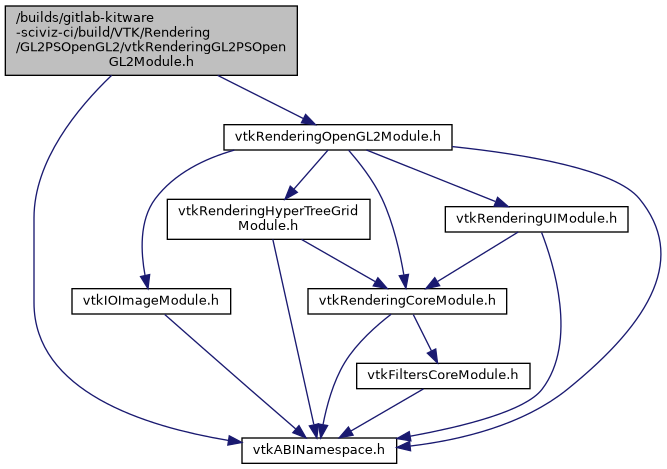 /builds/gitlab-kitware
-sciviz-ci/build/VTK/Rendering
/GL2PSOpenGL2/vtkRenderingGL2PSOpen
GL2Module.h
vtkRenderingOpenGL2Module.h
vtkRenderingHyperTreeGrid
Module.h
vtkRenderingUIModule.h
vtkIOImageModule.h
vtkRenderingCoreModule.h
vtkFiltersCoreModule.h
vtkABINamespace.h